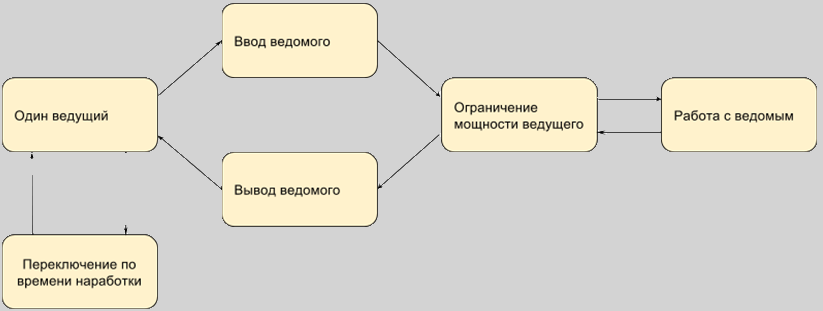 Ввод ведомого
Один ведущий
Ограничение
мощности ведущего
Работа с ведомым
Вывод ведомого
Переключение по
времени наработки